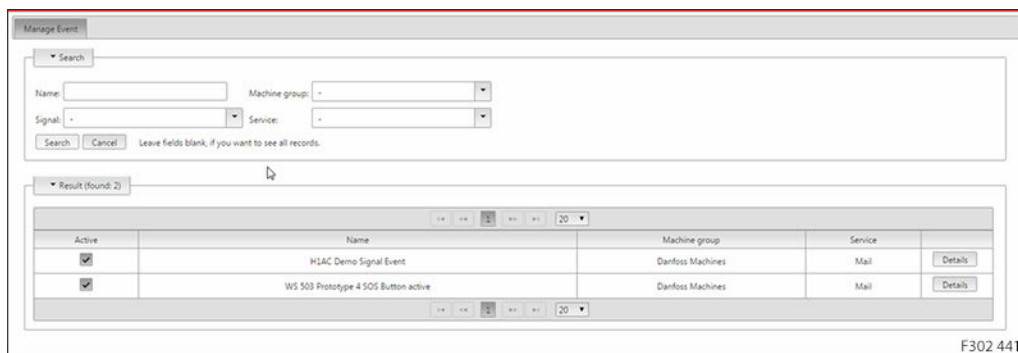 Manage Event
Search
Name: Machine group: -
Signal: - Service: -
Search Cancel Leave fields blank, if you want to see all records.
Result (found: 2)
1 20
Active Name Machine group Service
H1AC Demo Signal Event Danfoss Machines Mail Details
WS 503 Prototype 4 SOS Button active Danfoss Machines Mail Details
1 20
F302 441